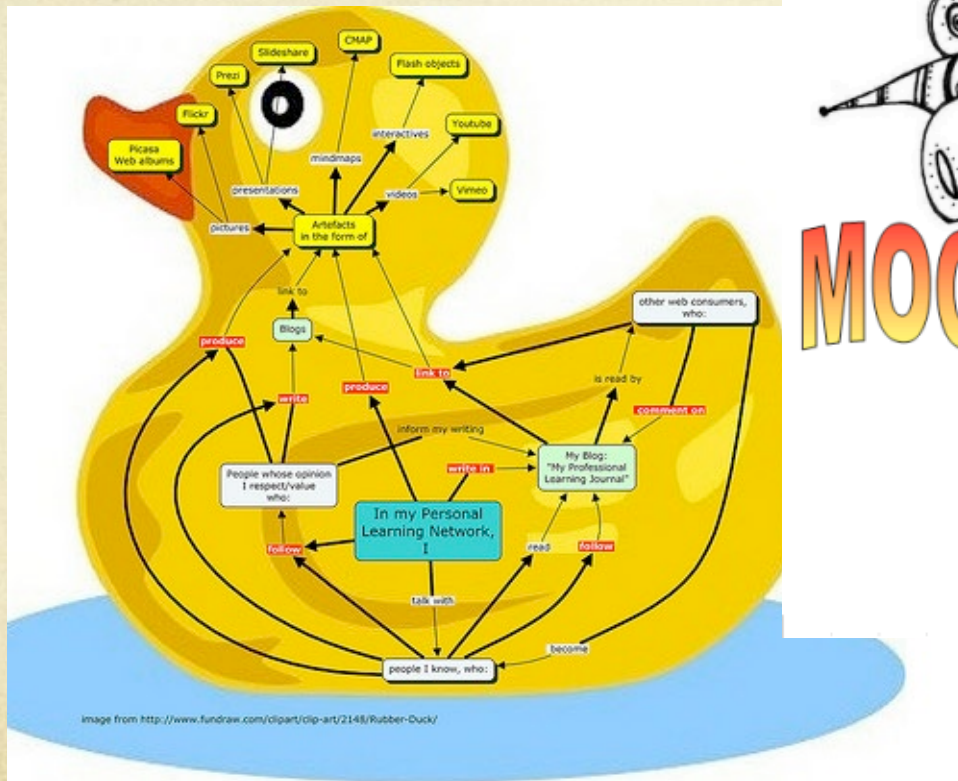 CMAP
Slideshare
Flash objects
Prezi
Flickr
Youtube
interactives
Picasa
Web albums
mindmaps
presentations
videos
Vimeo
pictures
Artefacts
in the form of
link to
other web consumers,
who:
Blogs
produce
link to
produce
is read by
write
comment on
inform my writing
My Blog:
"My Professional
Learning Journal"
People whose opinion
I respect/value
who:
write in
In my Personal
Learning Network,
I
follow
read
follow
talk with
become
people I know, who:
image from http://www.fundraw.com/clipart/clip-art/2148/Rubber-Duck/